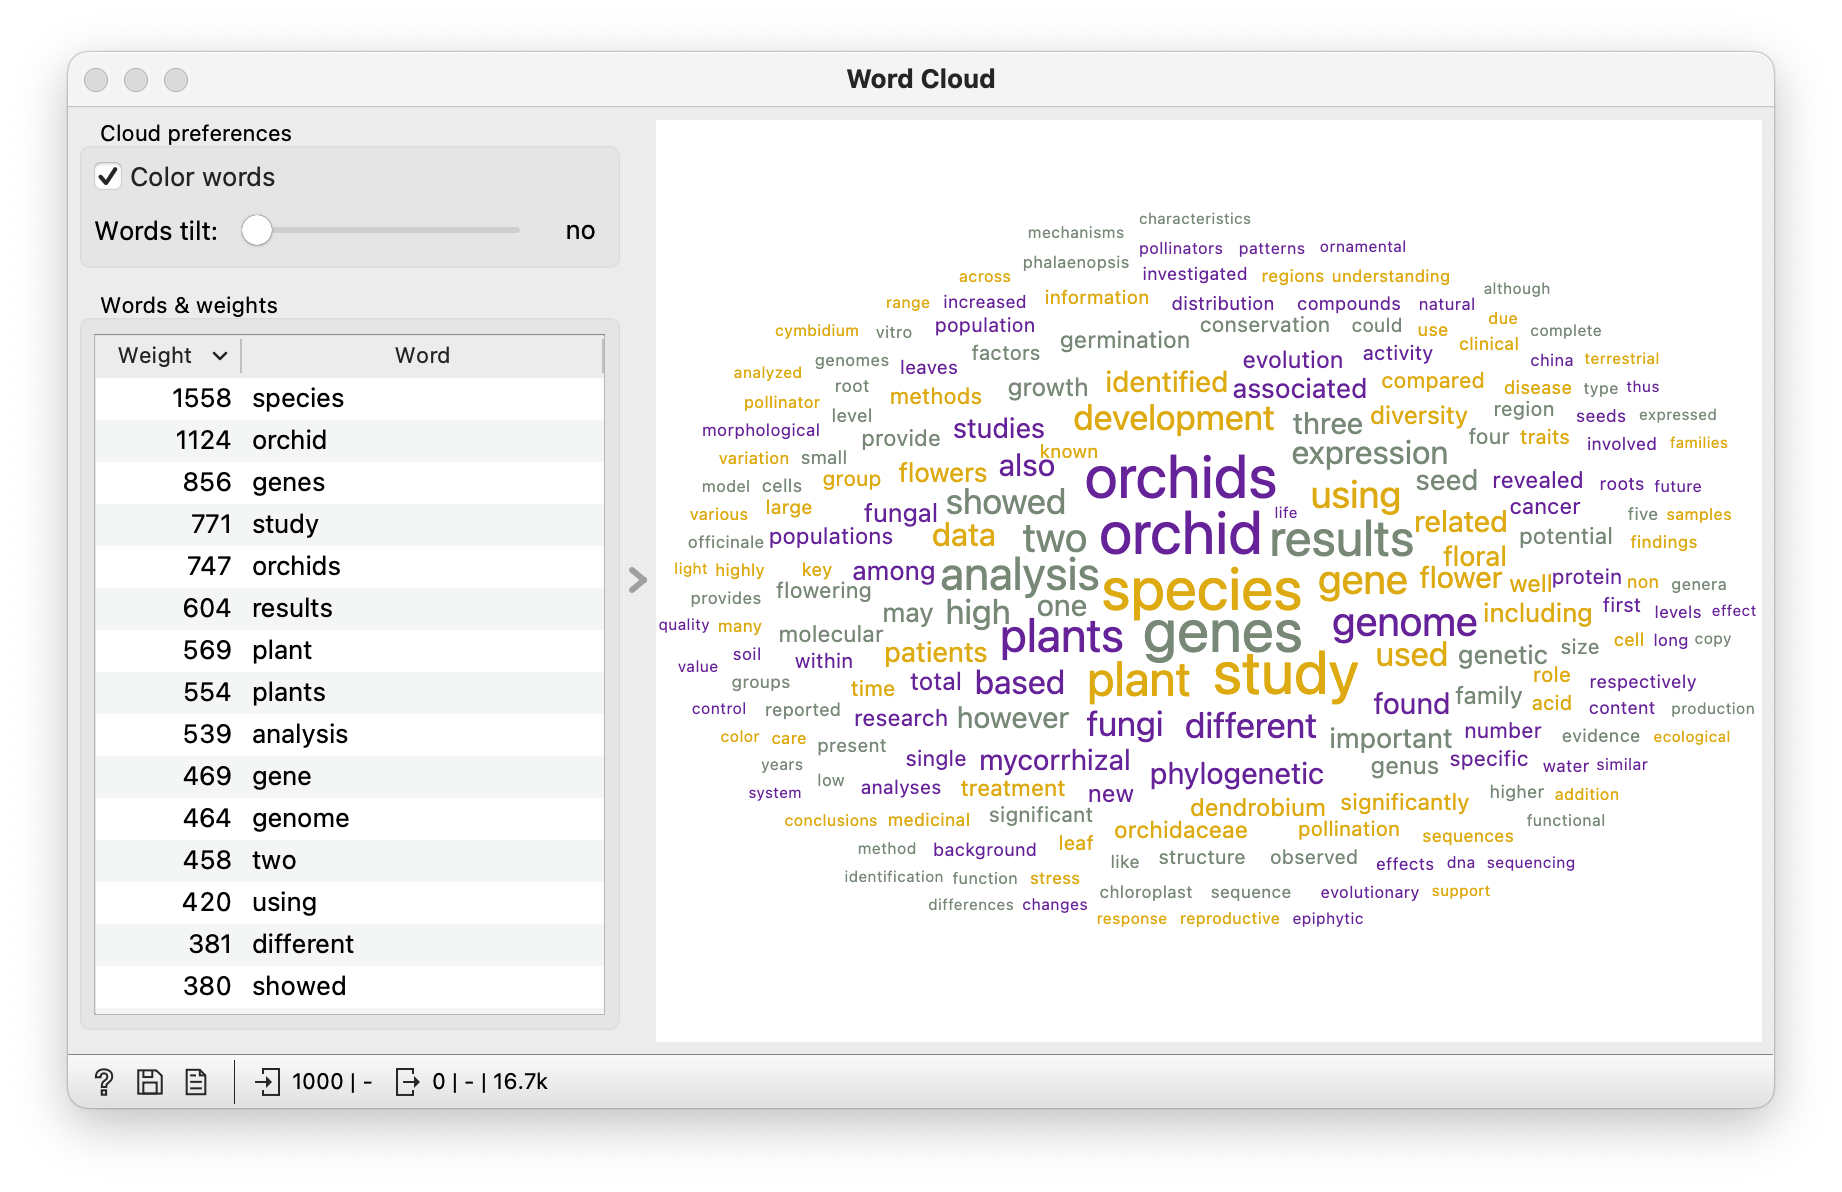 Word Cloud
Cloud preferences
Color words
Words tilt: no
Words & weights
Weight Word
1558 species
1124 orchid
856 genes
771 study
747 orchids
604 results
569 plant
554 plants
539 analysis
469 gene
464 genome
458 two
420 using
381 different
380 showed
characteristics
mechanisms
pollinators patterns ornamental
phalaenopsis
across investigated regions understanding
although
range increased information distribution compounds natural
due
cymbidium vitro population conservation could use complete
germination clinical
genomes leaves factors evolution activity china terrestrial
analyzed root growth identified associated compared disease type thus
pollinator methods
level development three diversity region seeds expressed
morphological provide studies four traits involved families
variation small known expression
model cells group flowers also orchids seed revealed roots future
various large fungal showed using cancer five samples
life
officinale populations data two orchid results related potential findings
floral
light highly key among analysis species gene flower well protein non genera
provides flowering
quality many may high one genome including first levels effect
molecular plants genes
value soil within patients used genetic size cell long copy
groups time total based plant study role respectively
control reported research however found family acid content production
color care present fungi different important number evidence ecological
years single mycorrhizal genus specific water similar
system low analyses treatment new phylogenetic higher addition
conclusions medicinal significant dendrobium significantly functional
orchidaceae pollination sequences
method background leaf like structure observed effects dna sequencing
identification function stress chloroplast sequence evolutionary support
differences changes
response reproductive epiphytic
? 1000 | - 0 | - | 16.7k